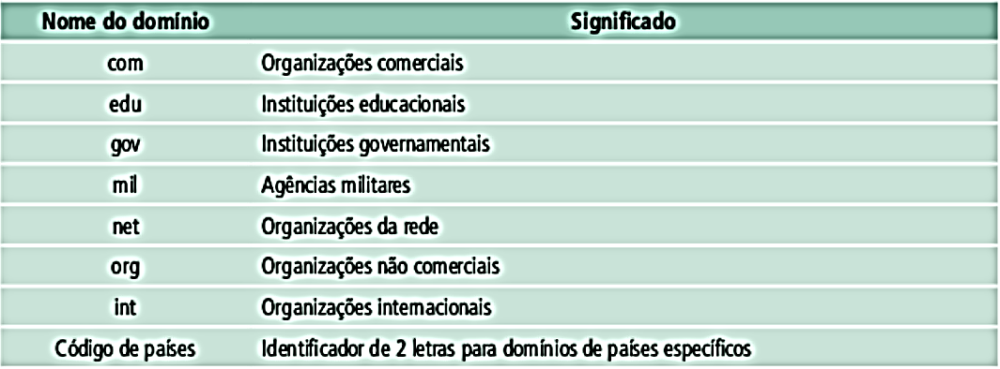 Nome do domínio Significado
com Organizações comerciais
edu Instituições educacionais
gov Instituições governamentais
mil Agências militares
net Organizações da rede
org Organizações não comerciais
int Organizações internacionais
Código de países Identificador de 2 letras para domínios de países específicos